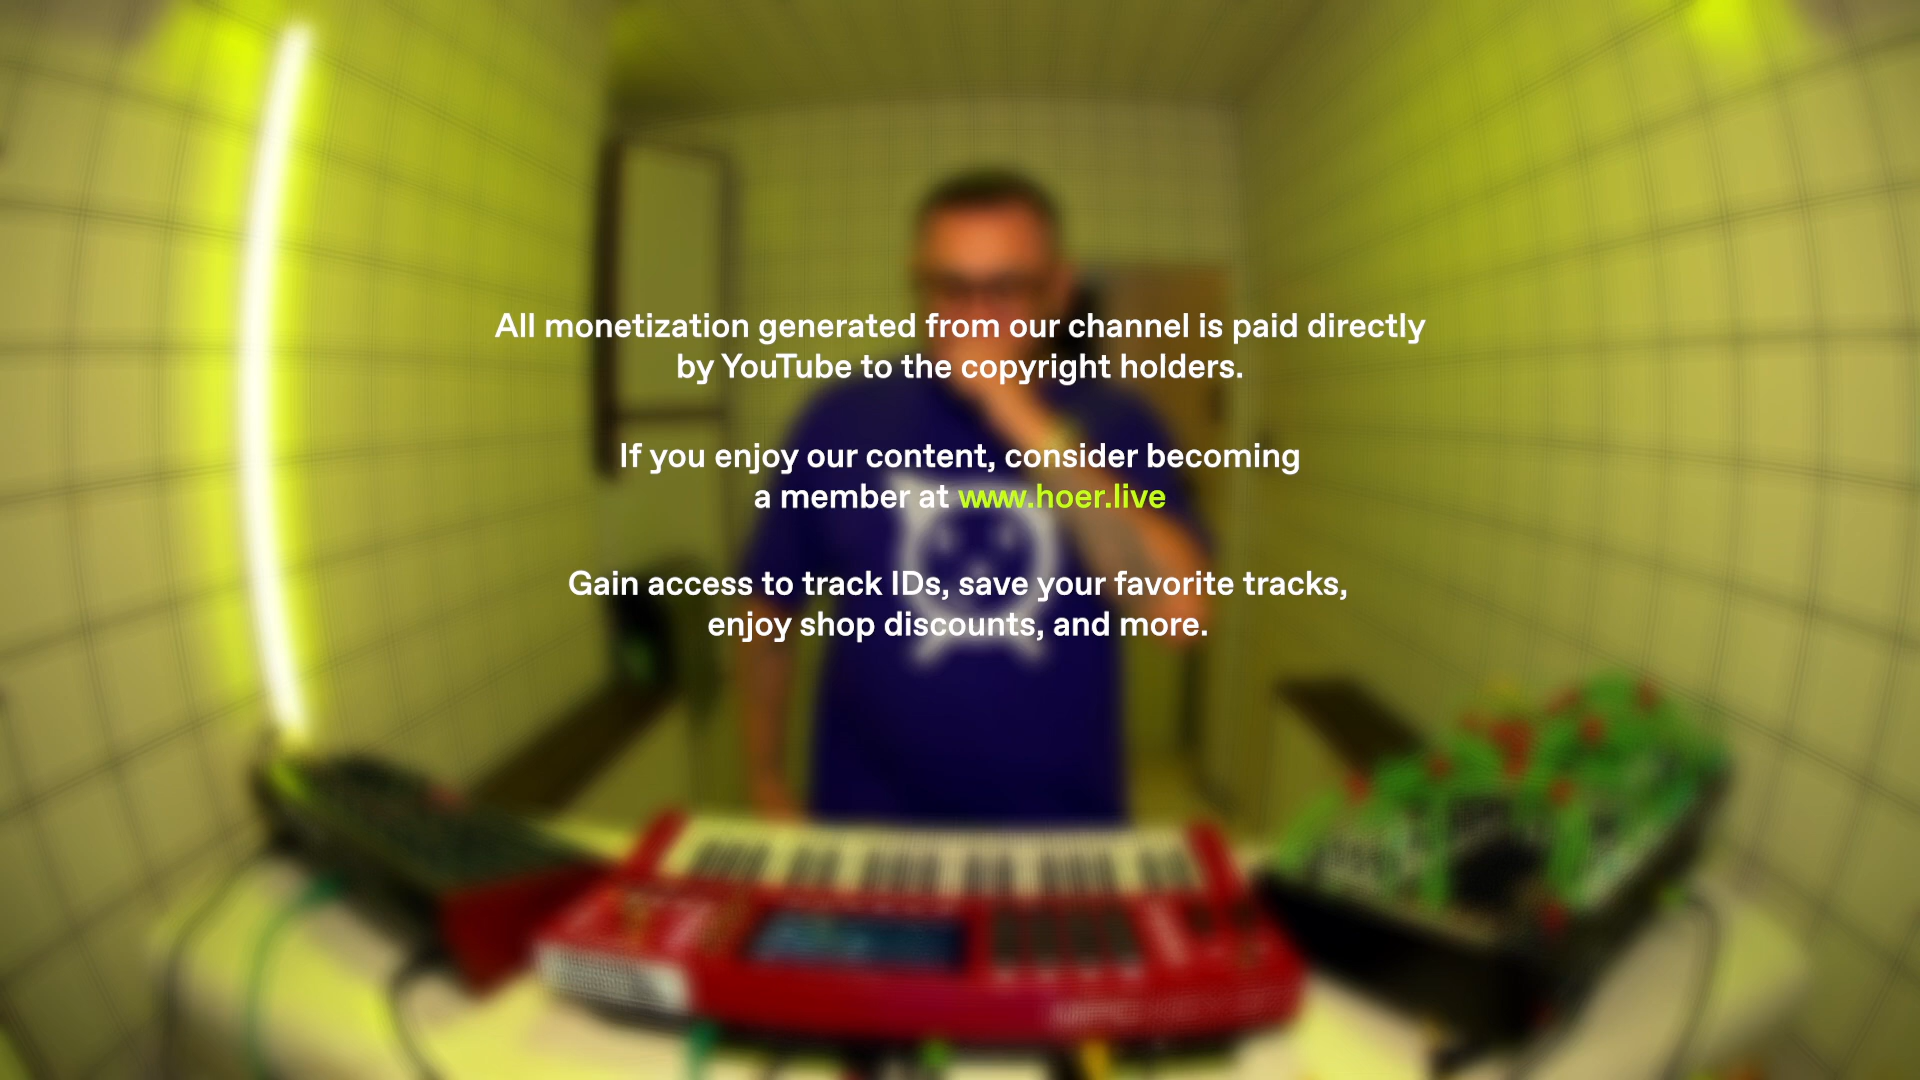 All monetization generated from our channel is paid directly
by YouTube to the copyright holders.
If you enjoy our content, consider becoming
a member at www.hoer.live
Gain access to track IDs, save your favorite tracks,
enjoy shop discounts, and more.